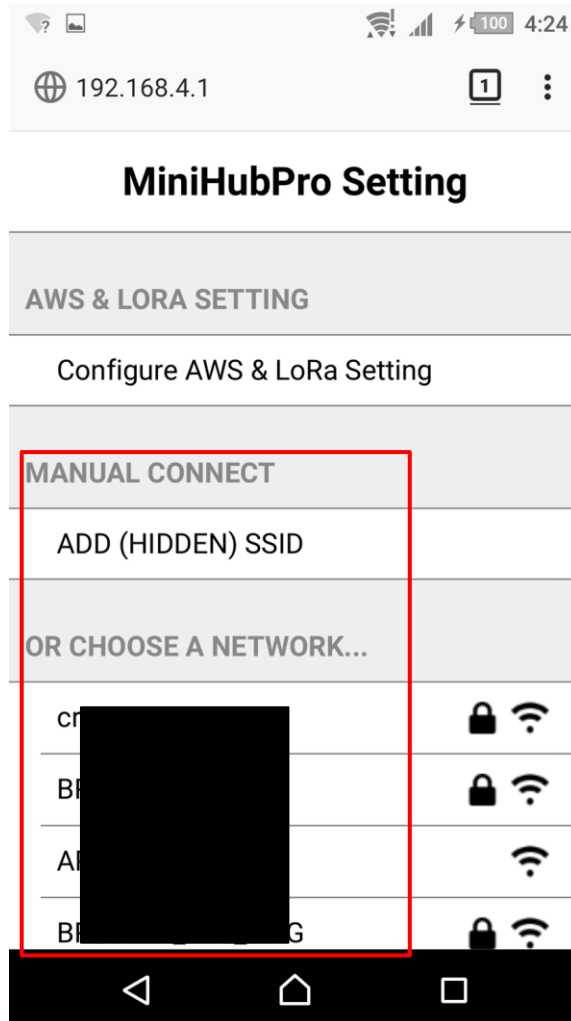 100 4:24
192.168.4.1 1
MiniHubPro Setting
AWS & LORA SETTING
Configure AWS & LoRa Setting
MANUAL CONNECT
ADD (HIDDEN) SSID
OR CHOOSE A NETWORK...